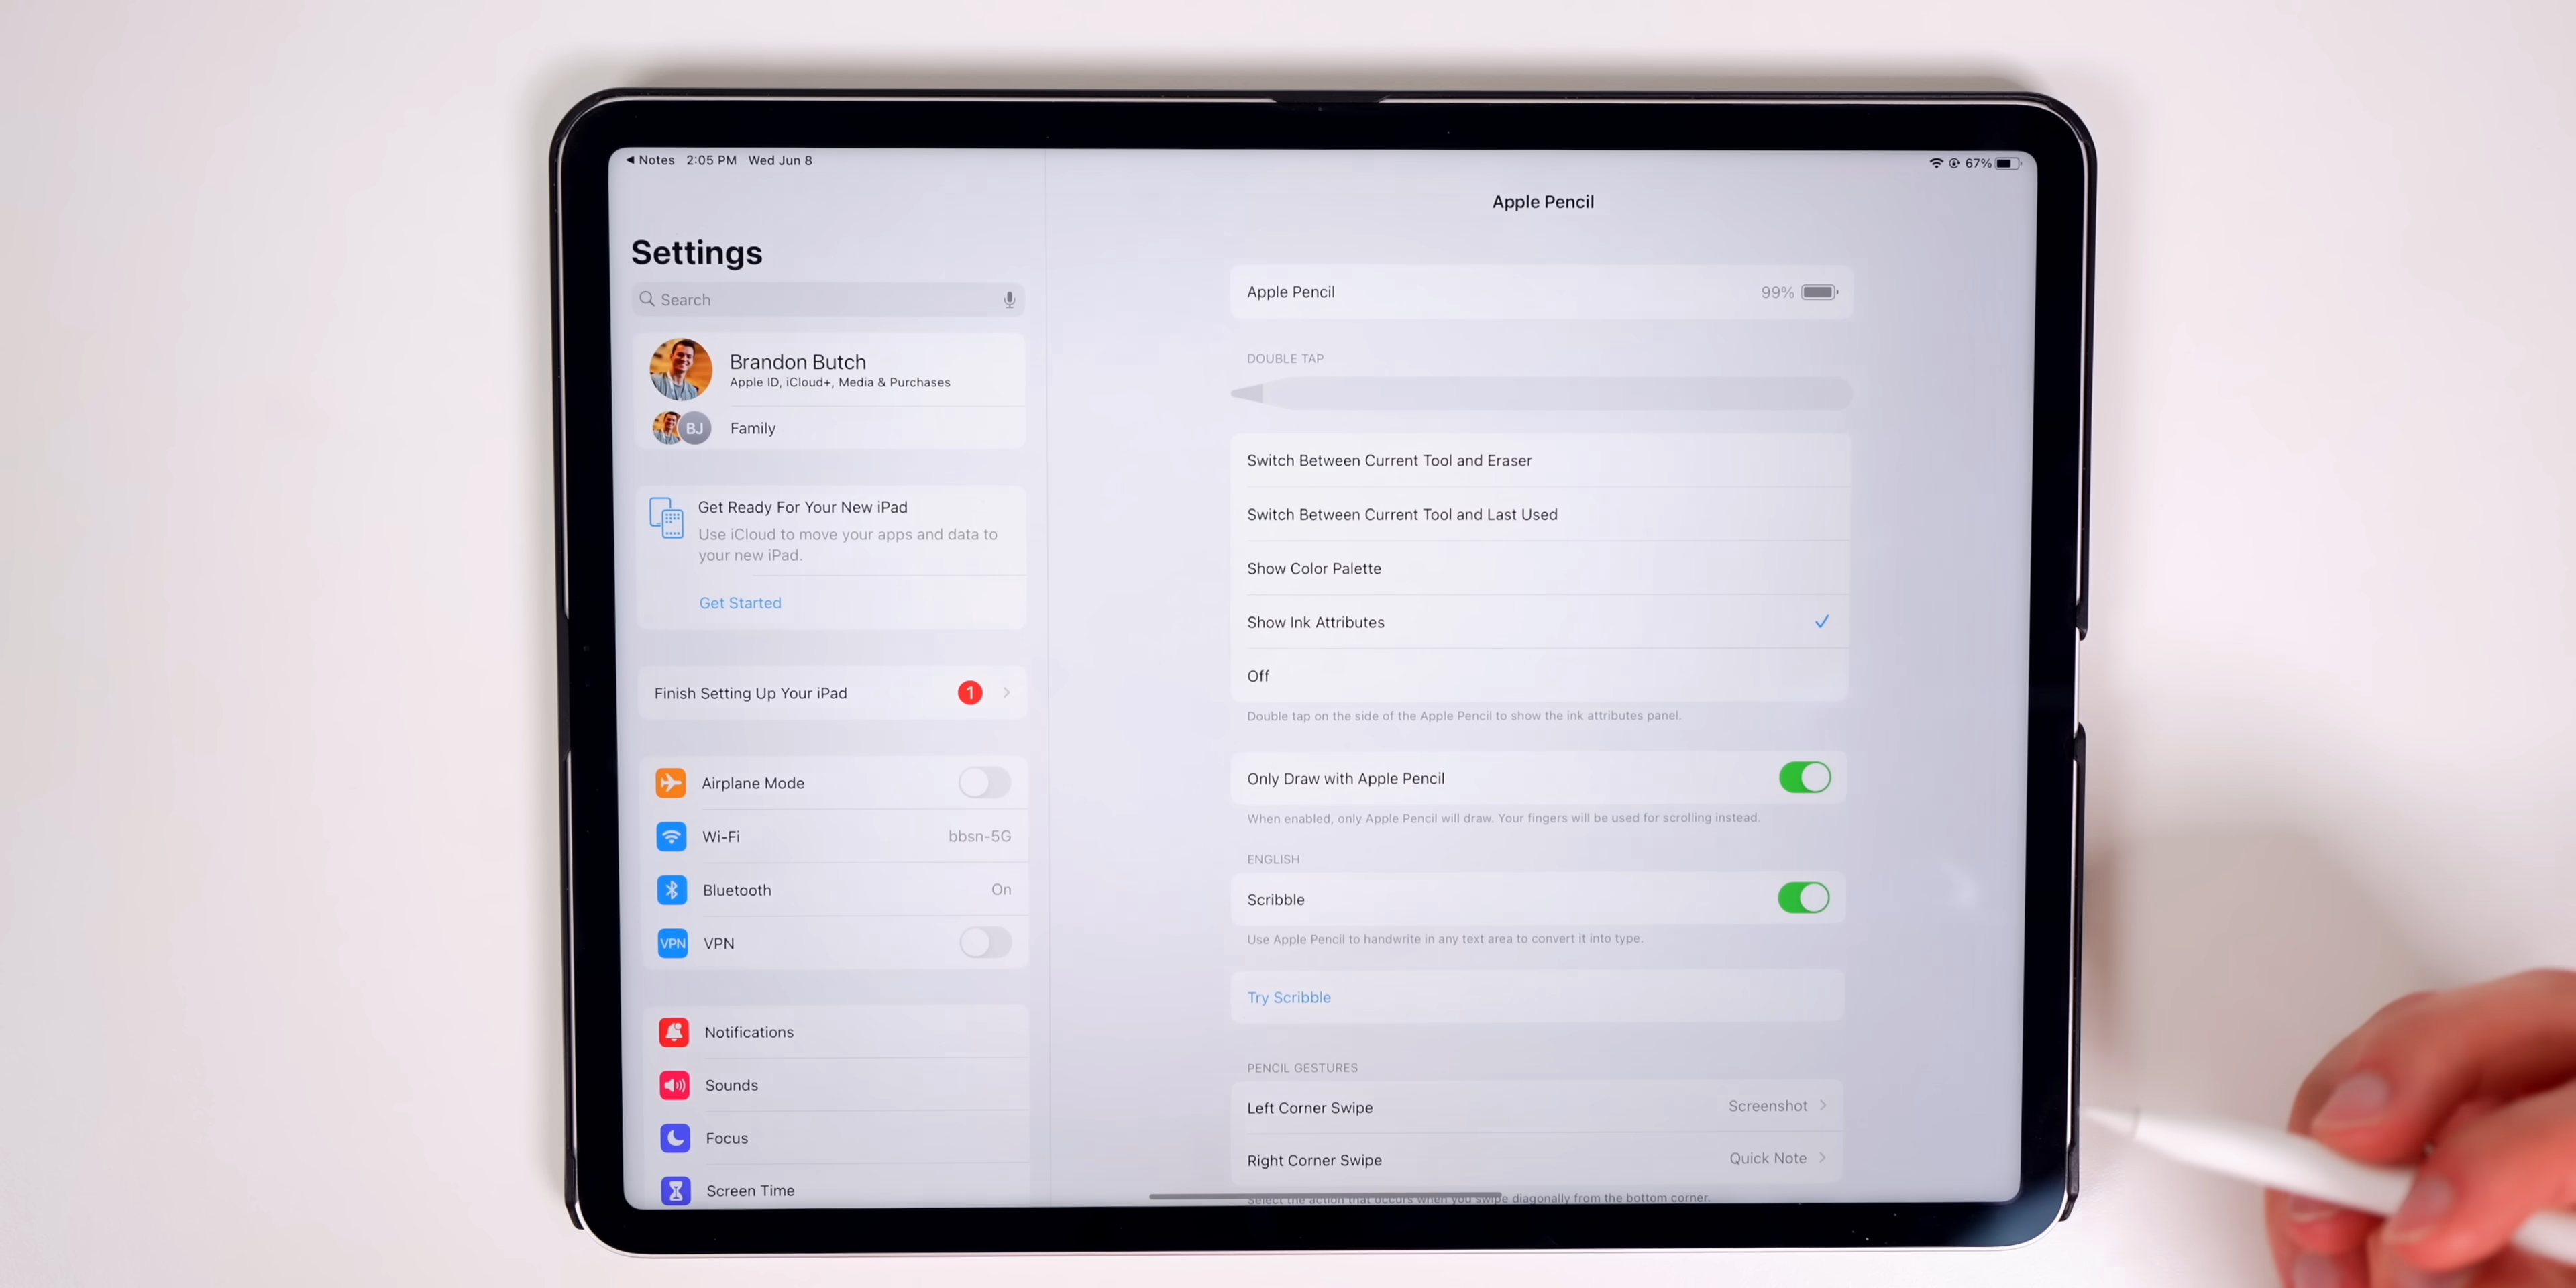 ◀ Notes 2:05 PM Wed Jun 8
67%
Settings
Search
Brandon Butch
Apple ID, iCloud+, Media & Purchases
BJ
Family
Get Ready For Your New iPad
Use iCloud to move your apps and data to
your new iPad.
Get Started
Finish Setting Up Your iPad 1
Airplane Mode
Wi-Fi bbsn-5G
Bluetooth On
VPN VPN
Notifications
Sounds
Focus
Screen Time
Apple Pencil
Apple Pencil 99%
DOUBLE TAP
Switch Between Current Tool and Eraser
Switch Between Current Tool and Last Used
Show Color Palette
Show Ink Attributes
Off
Double tap on the side of the Apple Pencil to show the ink attributes panel.
Only Draw with Apple Pencil
When enabled, only Apple Pencil will draw. Your fingers will be used for scrolling instead.
ENGLISH
Scribble
Use Apple Pencil to handwrite in any text area to convert it into type.
Try Scribble
PENCIL GESTURES
Left Corner Swipe Screenshot
Right Corner Swipe Quick Note
Select the action that occurs when you swipe diagonally from the bottom corner.